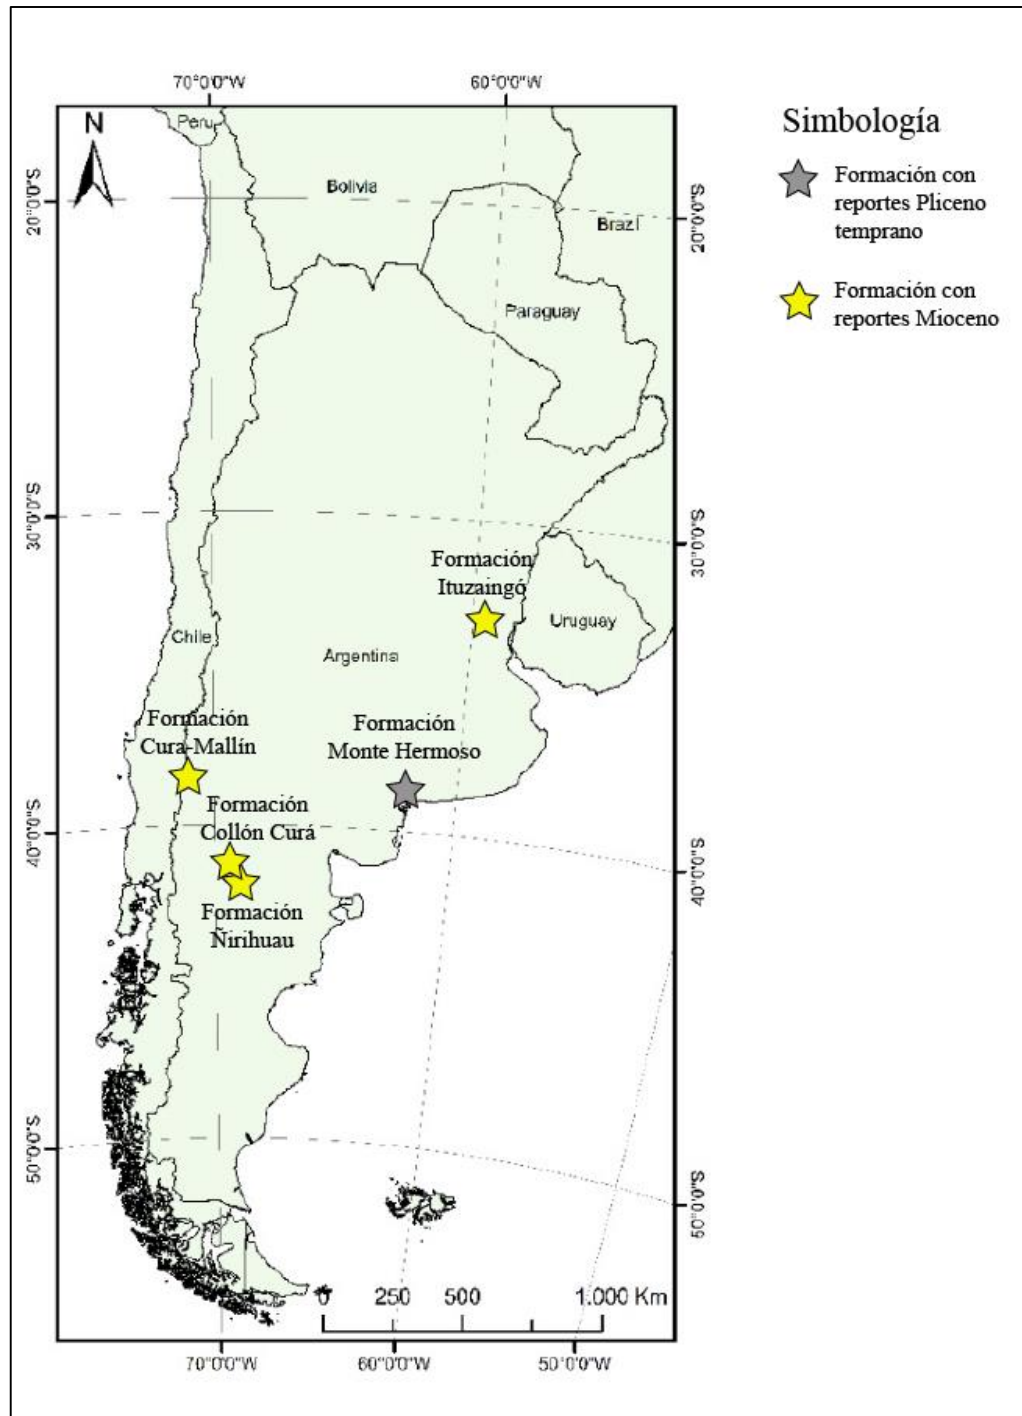 70°0'0"W
60°0'0"W
Simbología
N
Peru
Formación con
reportes Pliceno
temprano
Bolivia
20°0'0"S
20°0'0"S
Brazil
Formación con
reportes Mioceno
Paraguay
30°0'0"S
30°0'0"S
Formación
Ituzaingó
Uruguay
Chile
Argentina
Formación
Cura-Mallín
Formación
Monte Hermoso
Formación
Collón Curá
40°0'0"S
40°0'0"S
Formación
Ñirihuau
50°0'0"S
50°0'0"S
0 250 500 1.000 Km
70°0'0"W
60°0'0"W
50°0'0"W